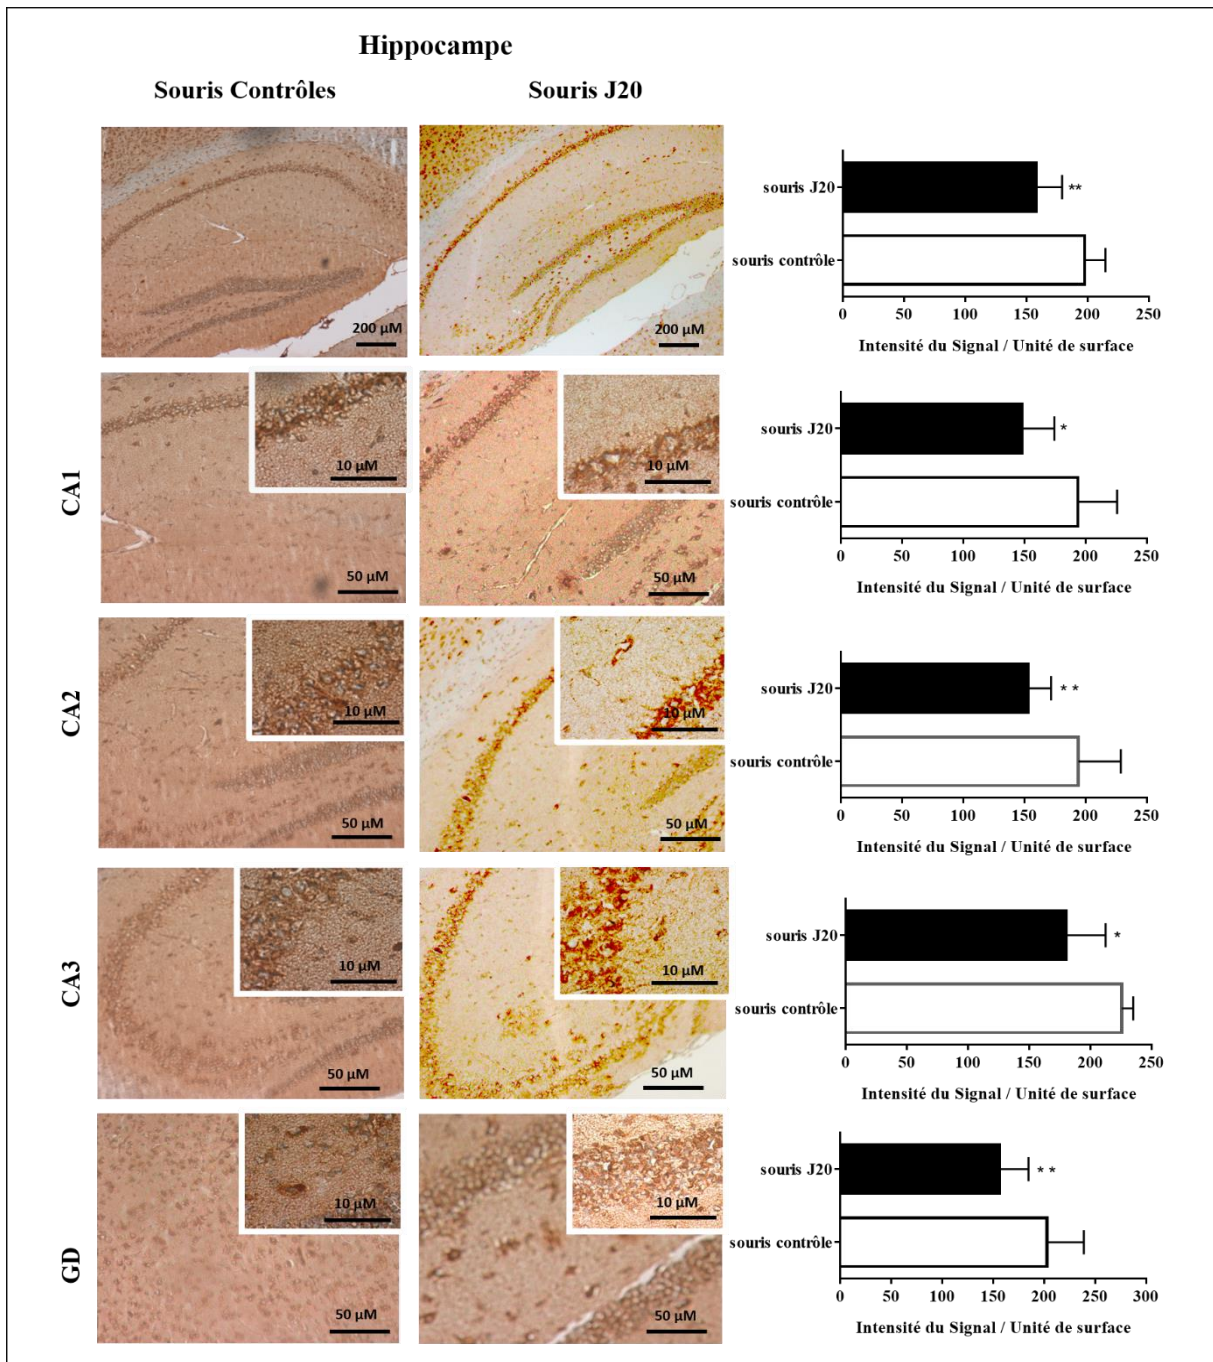 Hippocampe
Souris Contrôles
Souris J20
200 µM
200 µM
souris J20
**
souris contrôle
0 50 100 150 200 250
Intensité du Signal / Unité de surface
CA1
10 µM
50 µM
10 µM
50 µM
souris J20
*
souris contrôle
0 50 100 150 200 250
Intensité du Signal / Unité de surface
CA2
10 µM
50 µM
10 µM
50 µM
souris J20
* *
souris contrôle
0 50 100 150 200 250
Intensité du Signal / Unité de surface
CA3
10 µM
50 µM
10 µM
50 µM
souris J20
*
souris contrôle
0 50 100 150 200 250
Intensité du Signal / Unité de surface
GD
10 µM
50 µM
10 µM
50 µM
souris J20
* *
souris contrôle
0 50 100 150 200 250 300
Intensité du Signal / Unité de surface